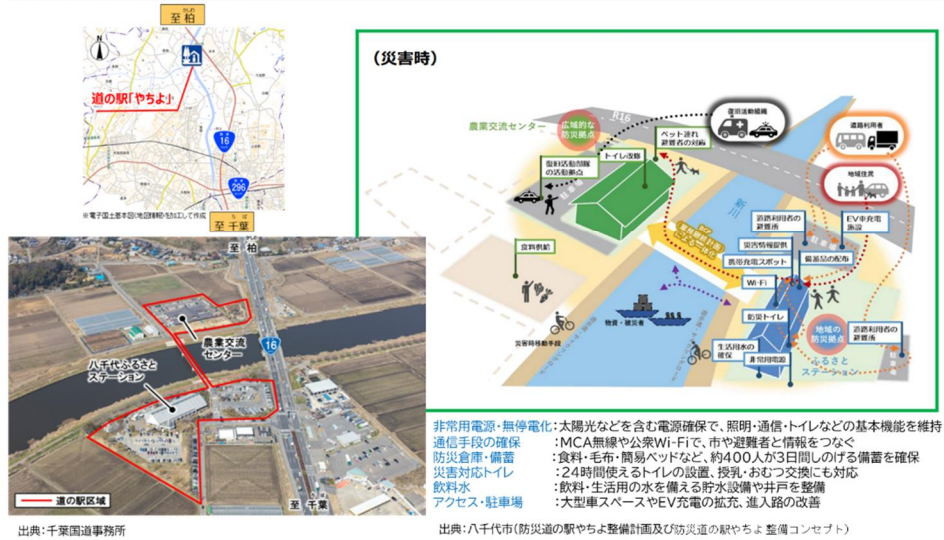 至 柏
かしわ
N
道の駅「やちよ」
16
296
※電子国土基本図(地図情報)を加工して作成
至 千葉
ちば
至 柏
農業交流
センター
八千代ふるさと
ステーション
16
至 千葉
道の駅区域
出典:千葉国道事務所
(災害時)
農業交流センター
広域的な
防災拠点
R16
復旧活動組織
道路利用者
地域住民
ペット連れ
避難者の対応
トイレ改修
復旧活動部隊
の活動拠点
食料供給
新川
道路利用者の
避難所
EV車充電
施設
災害情報提供
備蓄品の配布
携帯充電スポット
Wi-Fi
防災トイレ
物資・被災者
災害時移動手段
生活用水の
確保
非常用電源
地域の
防災拠点
ふるさと
ステーション
道路利用者の
避難所
駐車場
非常用電源・無停電化:太陽光などを含む電源確保で、照明・通信・トイレなどの基本機能を維持
通信手段の確保:MCA無線や公衆Wi-Fiで、市や避難者と情報をつなぐ
防災倉庫・備蓄:食料・毛布・簡易ベッドなど、約400人が3日間しのげる備蓄を確保
災害対応トイレ:24時間使えるトイレの設置、授乳・おむつ交換にも対応
飲料水:飲料・生活用の水を備える貯水設備や井戸を整備
アクセス・駐車場:大型車スペースやEV充電の拡充、進入路の改善
出典:八千代市(防災道の駅やちよ整備計画及び防災道の駅やちよ 整備コンセプト)